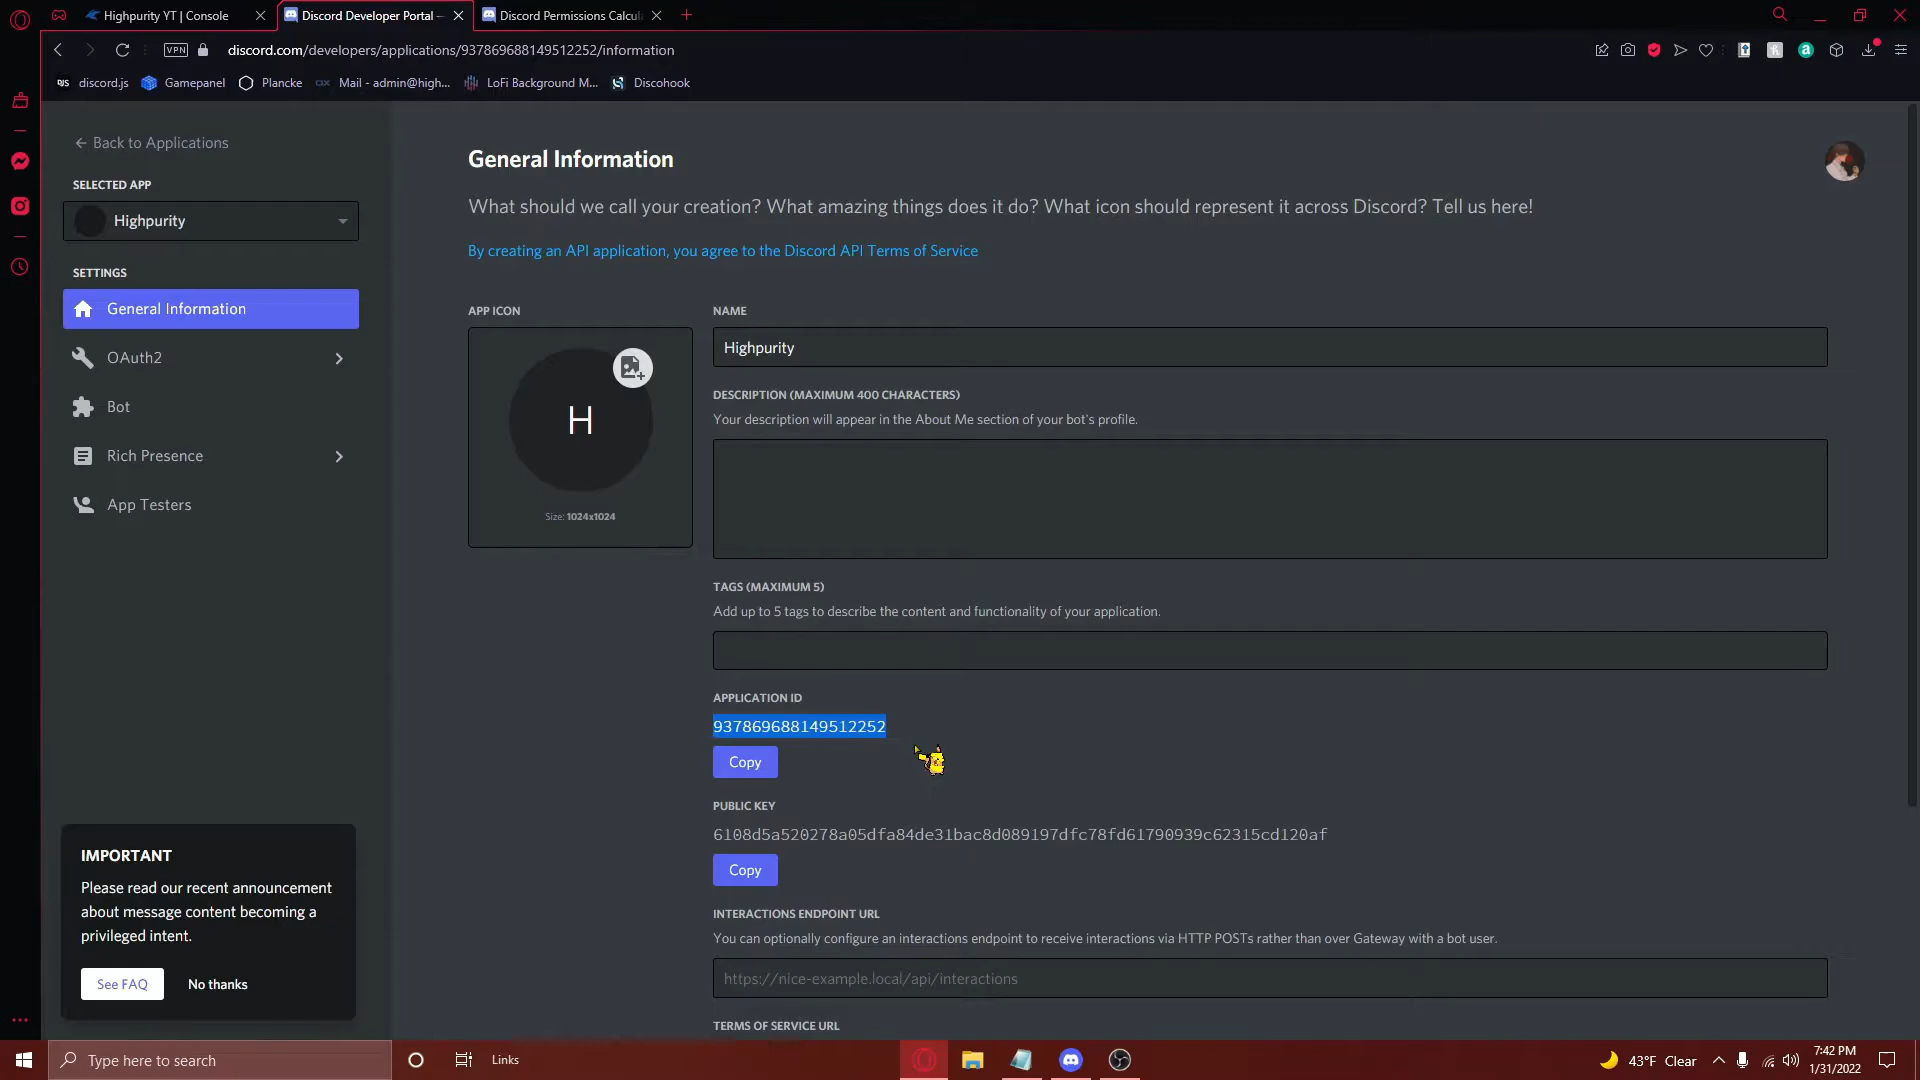 Highpurity YT | Console
Discord Developer Portal –
Discord Permissions Calcul
VPN
discord.com/developers/applications/937869688149512252/information
DJS discord.js
Gamepanel
Plancke
OX Mail - admin@high...
LoFi Background M...
Discohook
← Back to Applications
SELECTED APP
Highpurity
SETTINGS
General Information
OAuth2
Bot
Rich Presence
App Testers
IMPORTANT
Please read our recent announcement
about message content becoming a
privileged intent.
See FAQ
No thanks
General Information
What should we call your creation? What amazing things does it do? What icon should represent it across Discord? Tell us here!
By creating an API application, you agree to the Discord API Terms of Service
APP ICON
H
Size: 1024x1024
NAME
Highpurity
DESCRIPTION (MAXIMUM 400 CHARACTERS)
Your description will appear in the About Me section of your bot's profile.
TAGS (MAXIMUM 5)
Add up to 5 tags to describe the content and functionality of your application.
APPLICATION ID
937869688149512252
Copy
PUBLIC KEY
6108d5a520278a05dfa84de31bac8d089197dfc78fd61790939c62315cd120af
Copy
INTERACTIONS ENDPOINT URL
You can optionally configure an interactions endpoint to receive interactions via HTTP POSTs rather than over Gateway with a bot user.
https://nice-example.local/api/interactions
TERMS OF SERVICE URL
Type here to search
Links
43°F Clear
7:42 PM
1/31/2022